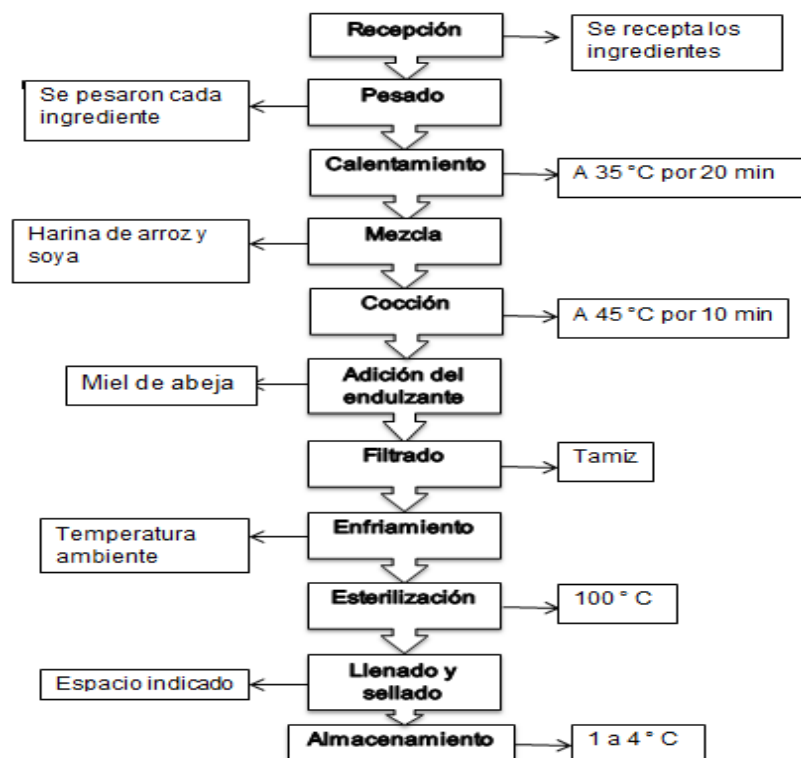 Recepción
Se recepta los
ingredientes
Se pesaron cada
ingrediente
Pesado
Calentamiento
A 35 °C por 20 min
Harina de arroz y
soya
Mezcla
Cocción
A 45 °C por 10 min
Miel de abeja
Adición del
endulzante
Filtrado
Tamiz
Temperatura
ambiente
Enfriamiento
Esterilización
100 ° C
Espacio indicado
Llenado y
sellado
Almacenamiento
1 a 4 ° C